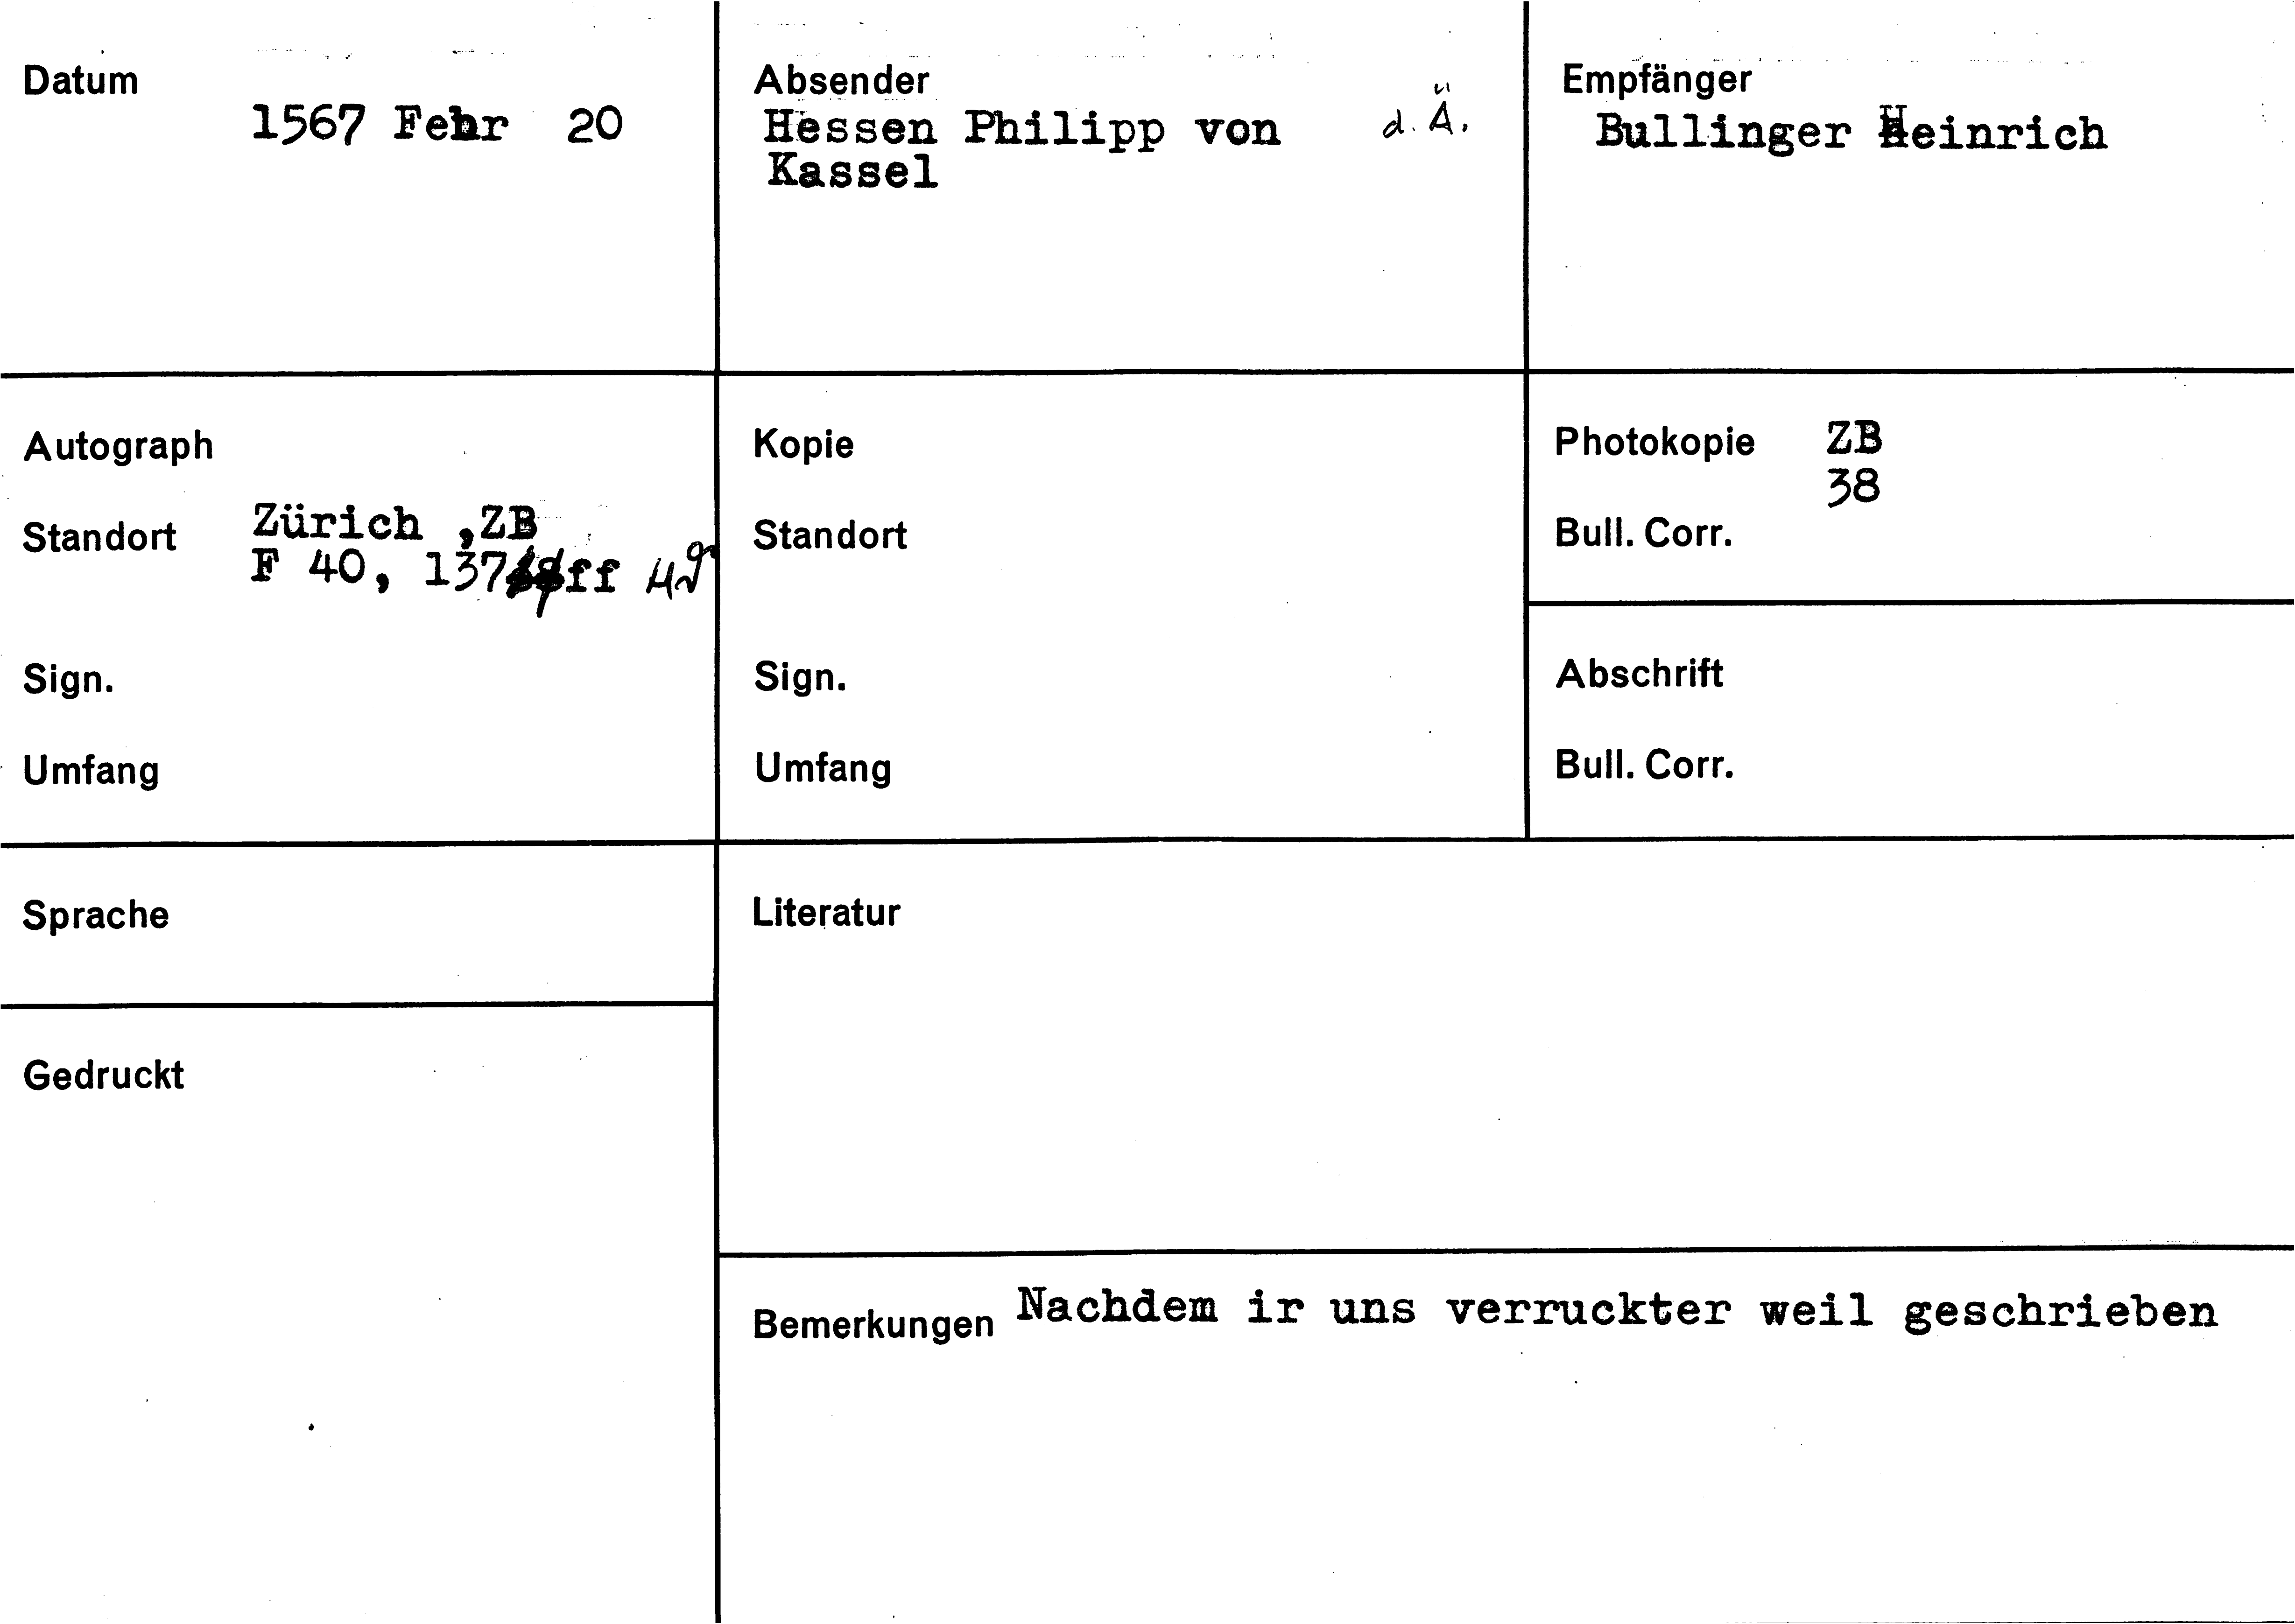 Datum
1567 Febr 20
Absender
Hessen Philipp von d. Ä.
Kassel
Empfänger
Bullinger Heinrich
Autograph
Standort Zürich ,ZB
F 40, 137 ff
Sign.
Umfang
Kopie
Standort
Sign.
Umfang
Photokopie ZB
38
Bull. Corr.
Abschrift
Bull. Corr.
Sprache
Literatur
Gedruckt
Bemerkungen Nachdem ir uns verruckter weil geschrieben